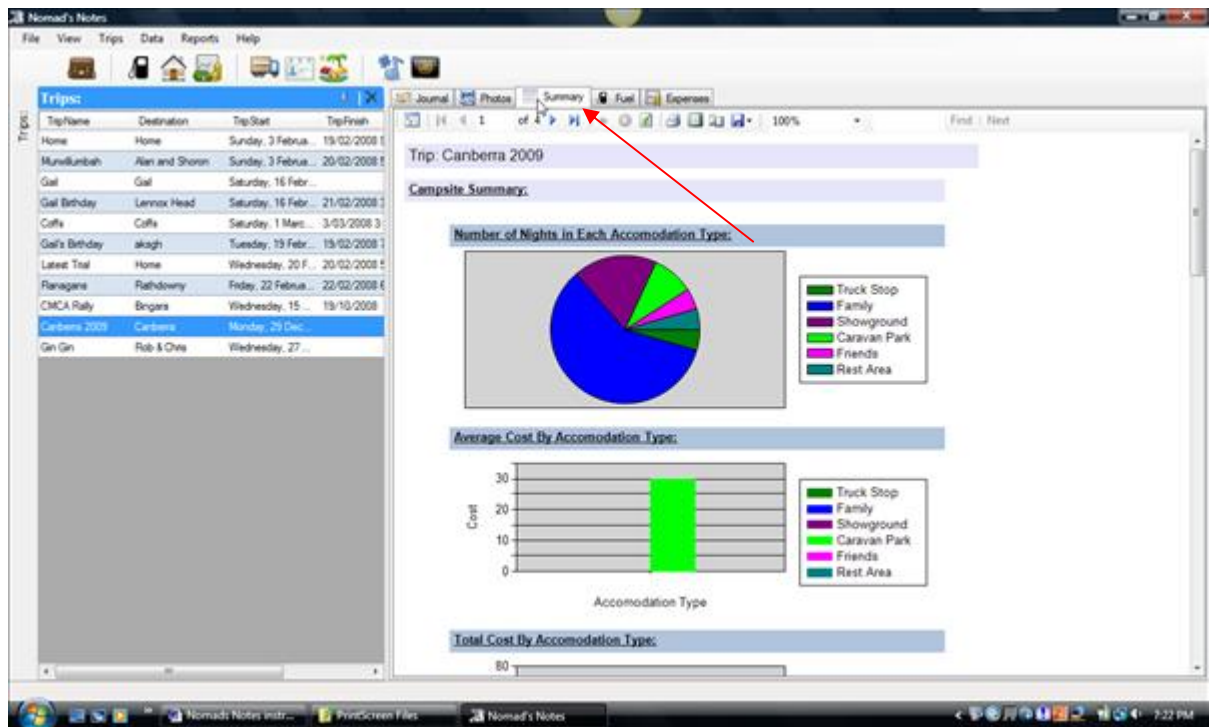 Nomad's Notes
File View Trips Data Reports Help
Trips:
Trips:
TripName Destination TripStart TripFinish
Home Home Sunday, 3 Februa... 19/02/2008
Murwillumbah Alan and Sharon Sunday, 3 Februa... 20/02/2008
Gail Gail Saturday, 16 Febr...
Gail Birthday Lennox Head Saturday, 16 Febr... 21/02/2008
Coffs Coffs Saturday, 1 Marc... 3/03/2008 3
Gail's Birthday akagh Tuesday, 19 Febr... 19/02/2008
Latest Trial Home Wednesday, 20 F... 20/02/2008
Flanagans Rathdowny Friday, 22 Februa... 22/02/2008
CMCA Rally Bingara Wednesday, 15 ... 19/10/2008
Canberra 2009 Canberra Monday, 29 Dec...
Gin Gin Rob & Chris Wednesday, 27 ...
Journal Photos Summary Fuel Expenses
1 of 4 100% Find Next
Trip: Canberra 2009
Campsite Summary:
Number of Nights in Each Accomodation Type:
Truck Stop
Family
Showground
Caravan Park
Friends
Rest Area
Average Cost By Accomodation Type:
30
20
10
0
Cost
Accomodation Type
Truck Stop
Family
Showground
Caravan Park
Friends
Rest Area
Total Cost By Accomodation Type:
80
Nomads Notes instr... PrintScreen Files Nomad's Notes 3:22 PM